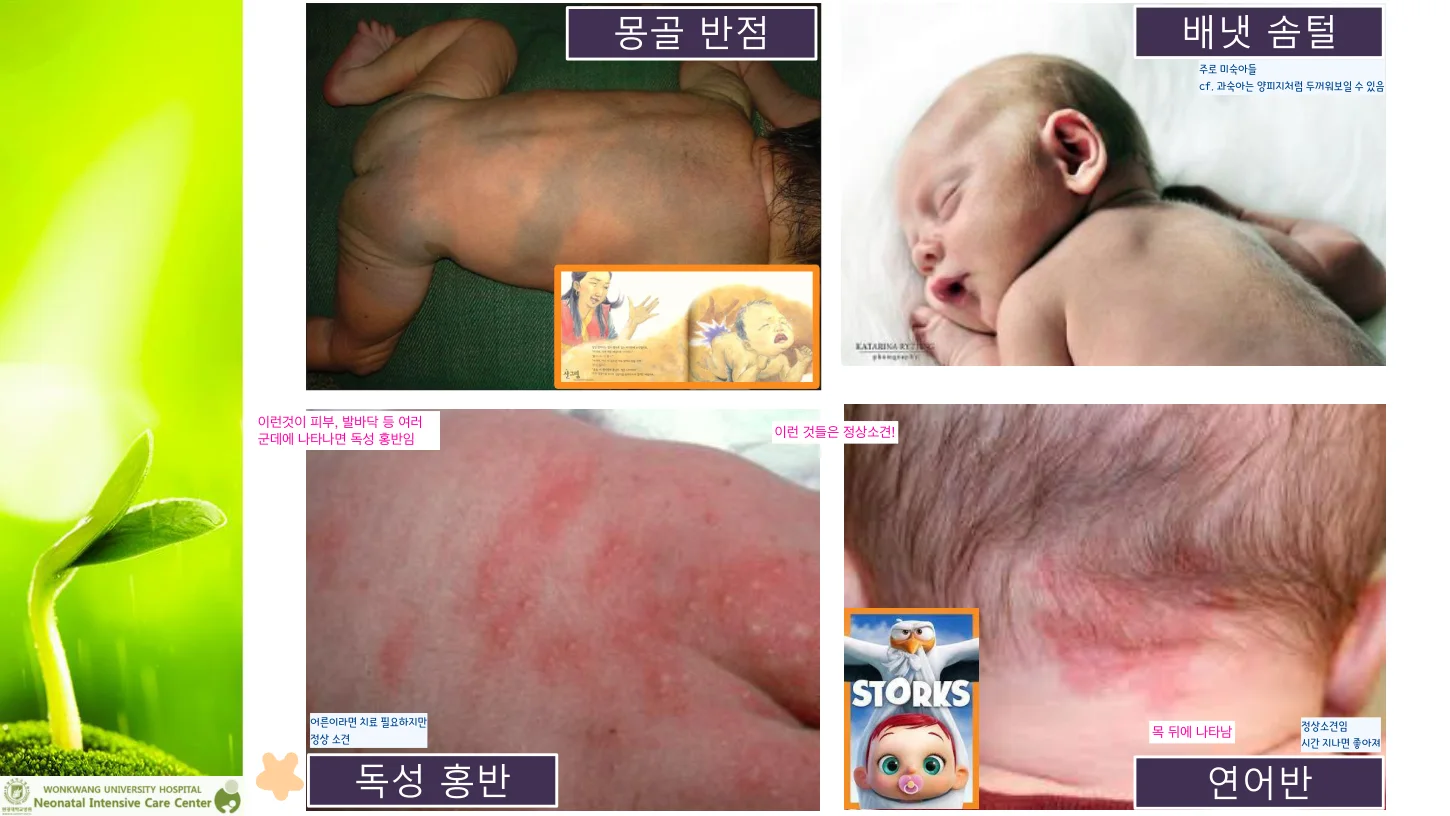 몽골 반점
배냇 솜털
주로 미숙아들
cf. 과숙아는 양피지처럼 두꺼워보일 수 있음
KATARINA
photography
이런것이 피부, 발바닥 등 여러
군데에 나타나면 독성 홍반임
이런 것들은 정상소견!
STORKS
어른이라면 치료 필요하지만
정상 소견
목 뒤에 나타남
정상소견임
시간 지나면 좋아져
독성 홍반
연어반
WONKWANG UNIVERSITY HOSPITAL
Neonatal Intensive Care Center